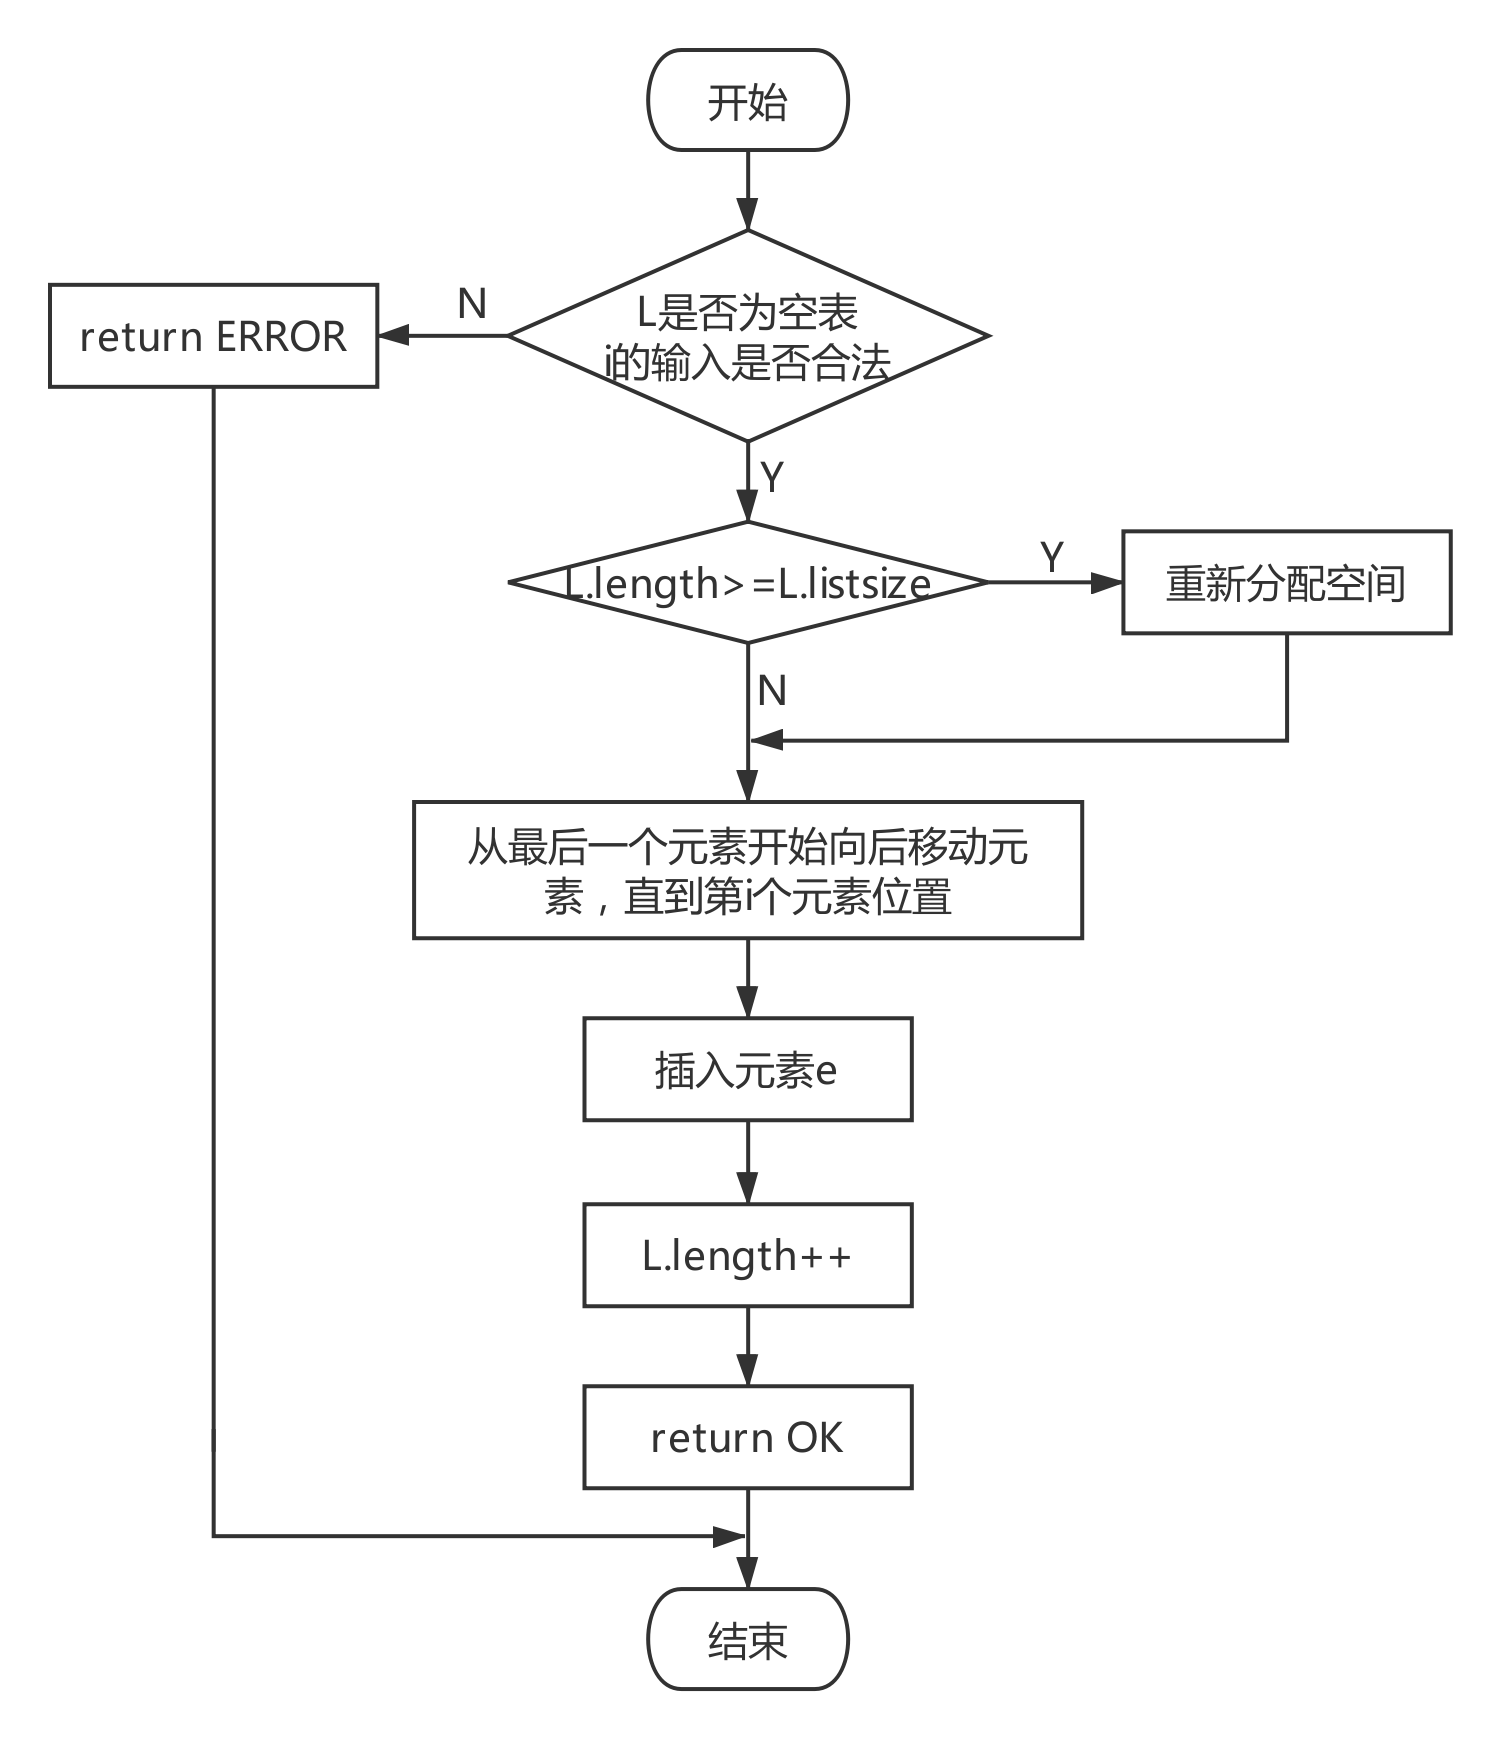 开始
L是否为空表
i的输入是否合法
N
return ERROR
Y
L.length>=L.listsize
Y
重新分配空间
N
从最后一个元素开始向后移动元
素，直到第i个元素位置
插入元素e
L.length++
return OK
结束